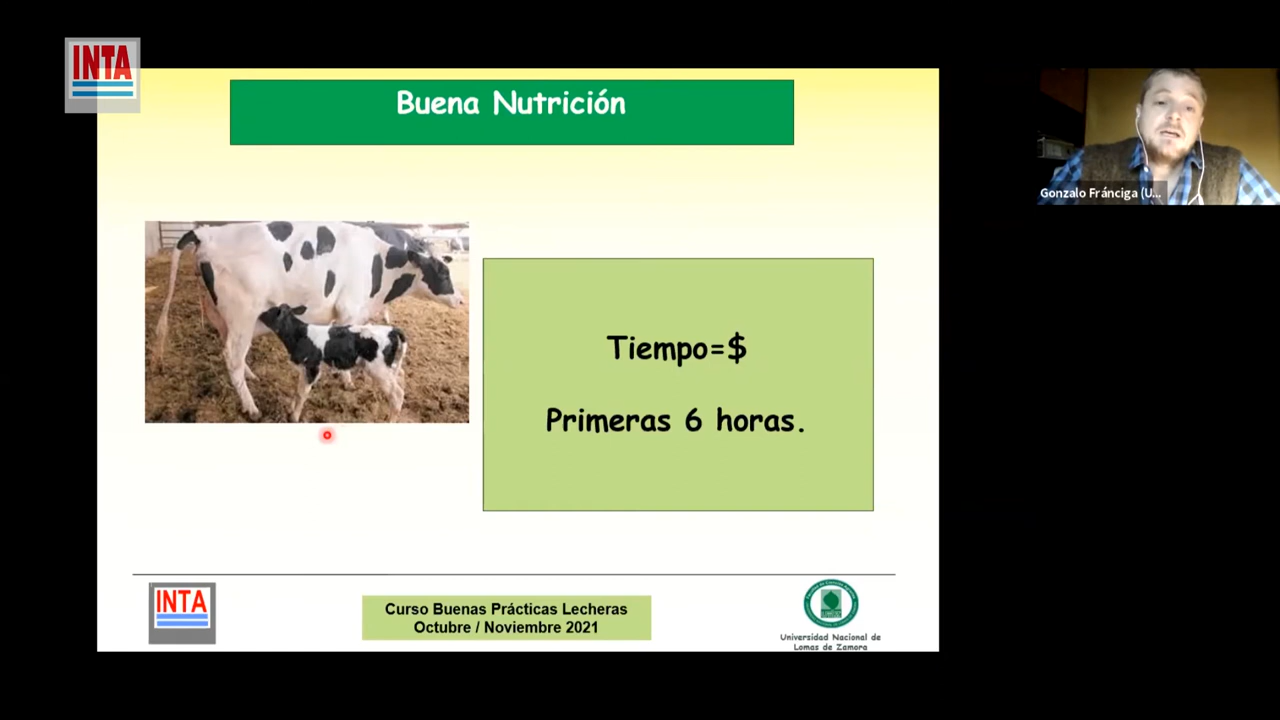 INTA
Buena Nutrición
Tiempo=$
Primeras 6 horas.
Gonzalo Fránciga (U...
INTA
Curso Buenas Prácticas Lecheras
Octubre / Noviembre 2021
Universidad Nacional de
Lomas de Zamora